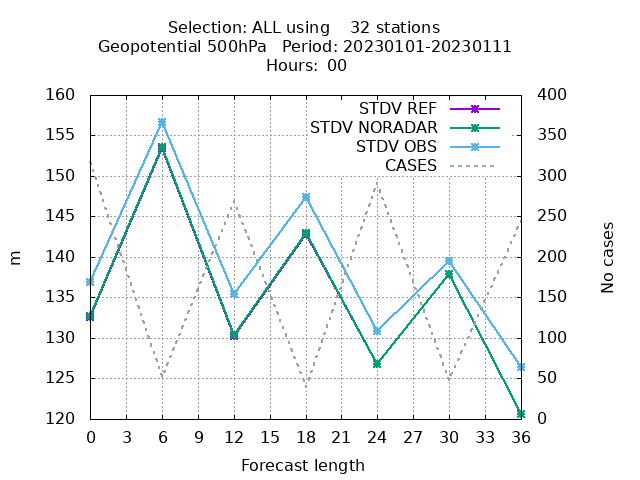 Selection: ALL using    32 stations
Geopotential 500hPa   Period: 20230101-20230111
Hours:  00
STDV REF
STDV NORADAR
STDV OBS
CASES
160
155
150
145
140
135
130
125
120
400
350
300
250
200
150
100
50
0
m
No cases
0 3 6 9 12 15 18 21 24 27 30 33 36
Forecast length